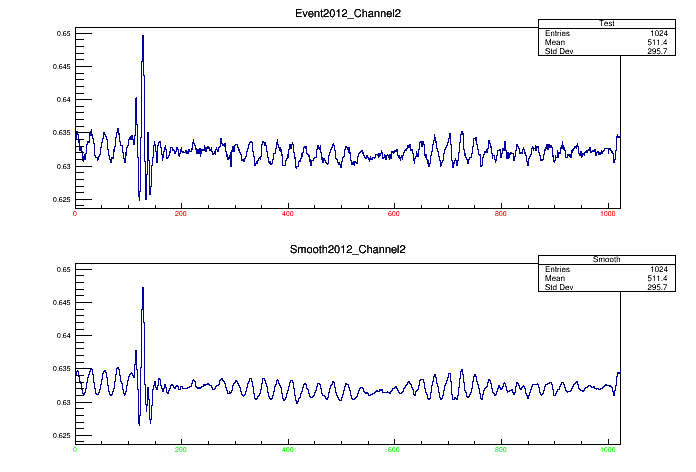 Event2012_Channel2
Test
Entries 1024
Mean 511.4
Std Dev 295.7
0.65
0.645
0.64
0.635
0.63
0.625
0 200 400 600 800 1000
Smooth2012_Channel2
Smooth
Entries 1024
Mean 511.4
Std Dev 295.7
0.65
0.645
0.64
0.635
0.63
0.625
0 200 400 600 800 1000